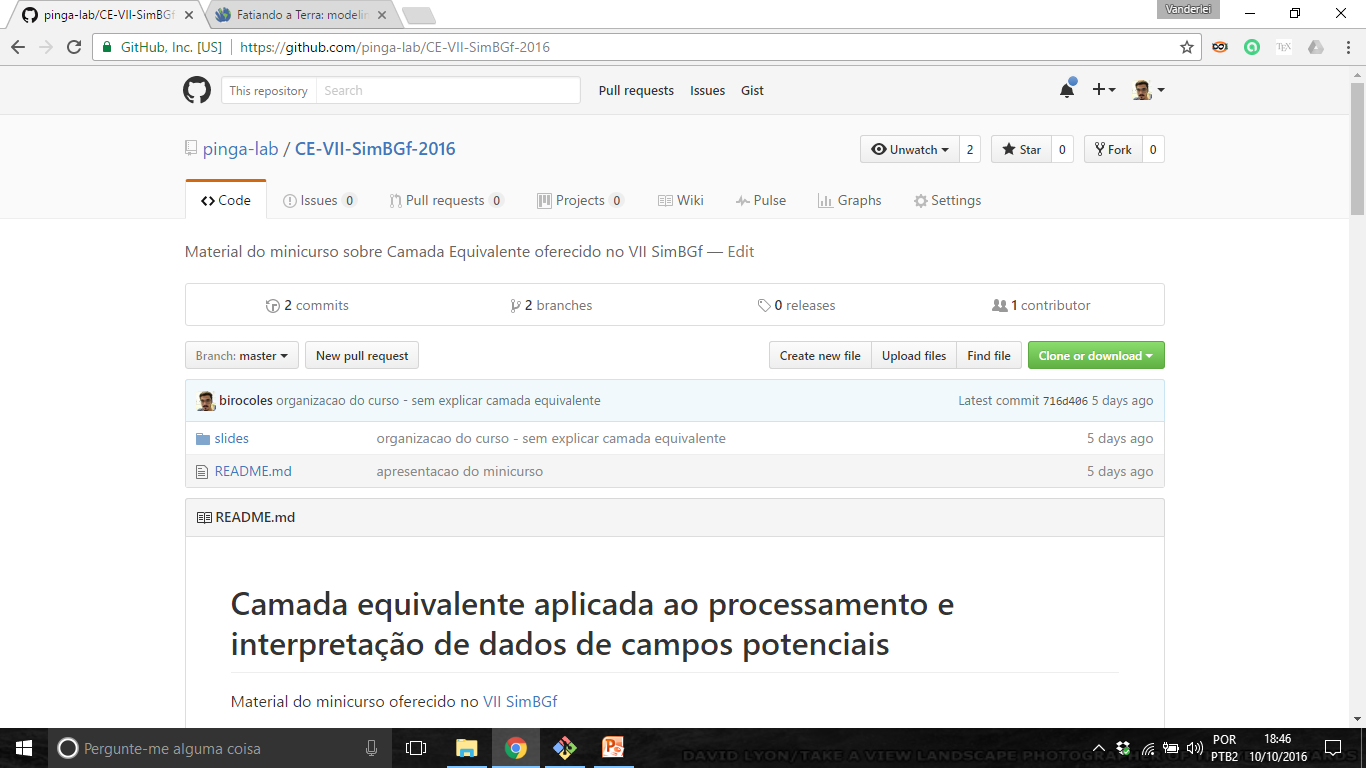 pinga-lab/CE-VII-SimBGf
Fatiando a Terra: modelin
Vanderlei
GitHub, Inc. [US]
https://github.com/pinga-lab/CE-VII-SimBGf-2016
This repository
Search
Pull requests
Issues
Gist
pinga-lab / CE-VII-SimBGf-2016
Unwatch 2
Star 0
Fork 0
Code
Issues 0
Pull requests 0
Projects 0
Wiki
Pulse
Graphs
Settings
Material do minicurso sobre Camada Equivalente oferecido no VII SimBGf — Edit
2 commits
2 branches
0 releases
1 contributor
Branch: master
New pull request
Create new file
Upload files
Find file
Clone or download
birocoles organizacao do curso - sem explicar camada equivalente
Latest commit 716d406 5 days ago
slides
organizacao do curso - sem explicar camada equivalente
5 days ago
README.md
apresentacao do minicurso
5 days ago
README.md
Camada equivalente aplicada ao processamento e
interpretação de dados de campos potenciais
Material do minicurso oferecido no VII SimBGf
Pergunte-me alguma coisa
POR
PTB2
18:46
10/10/2016
DAVID LYON/TAKE A VIEW LANDSCAPE PHOTOGRAPHER OF